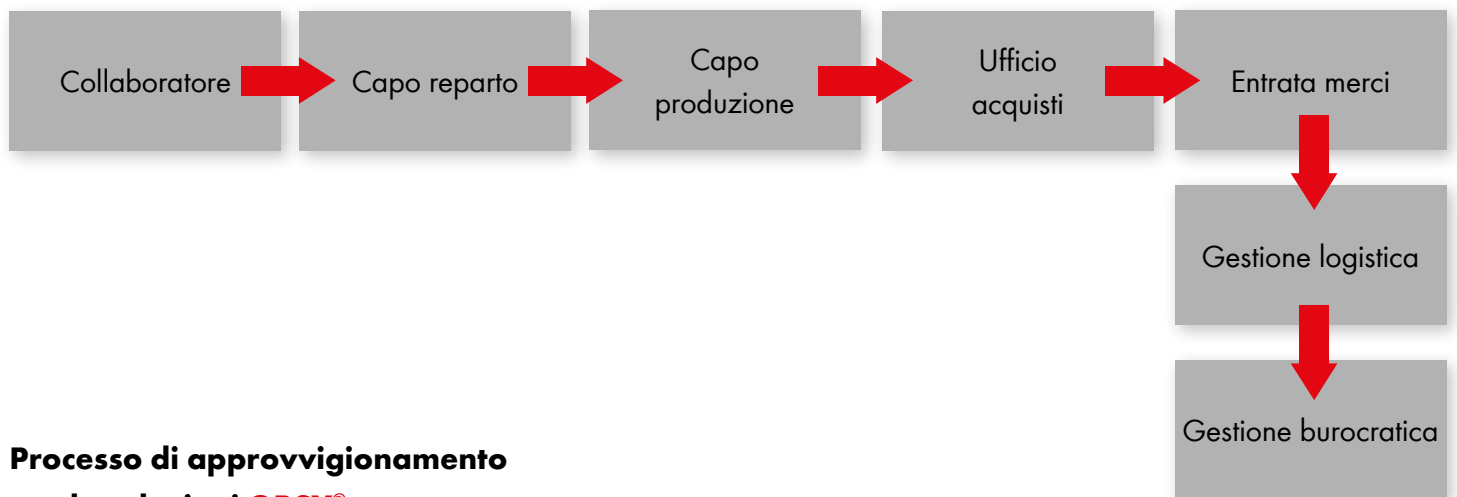 Collaboratore
Capo reparto
Capo
produzione
Ufficio
acquisti
Entrata merci
Gestione logistica
Gestione burocratica
Processo di approvvigionamento